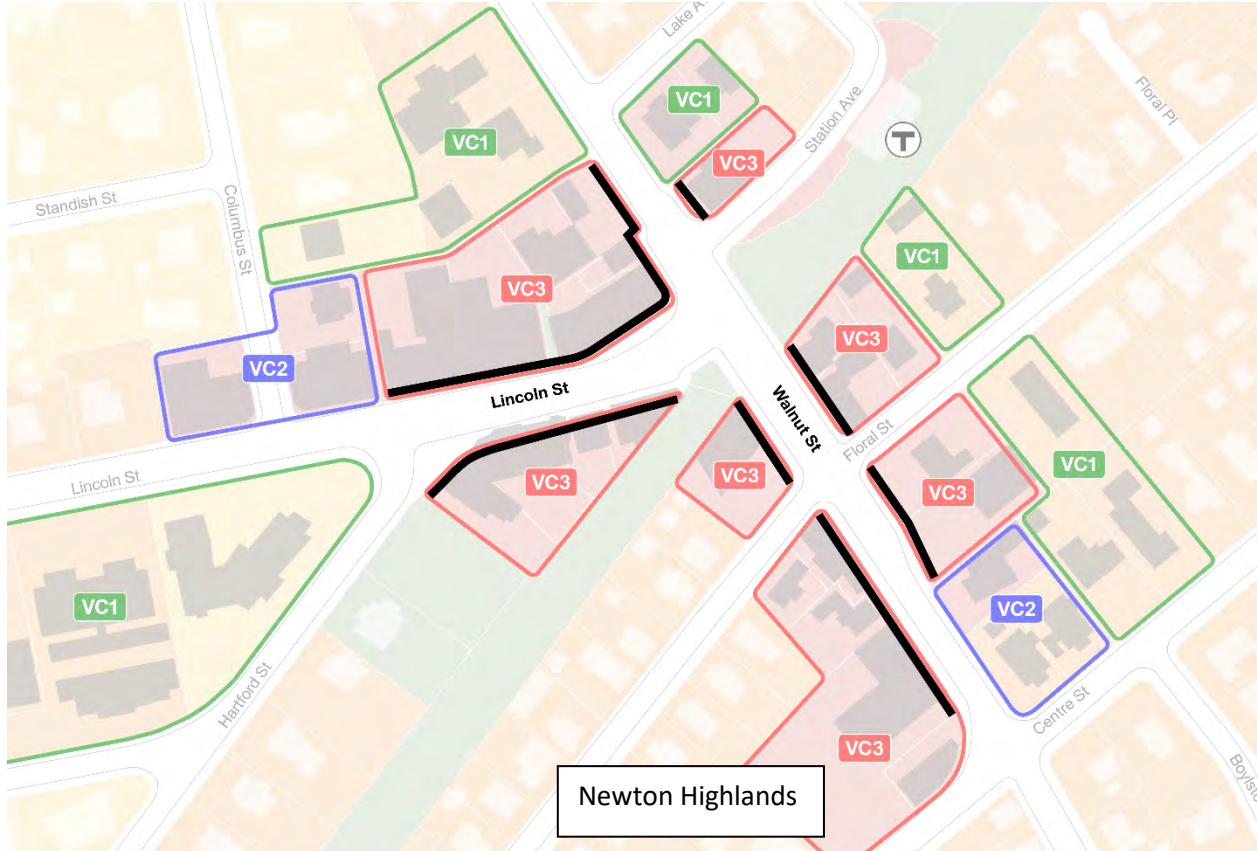 Lake A
VC1
VC1
VC3
Station Ave
T
Floral Pl
Standish St
Columbus St
VC3
VC1
VC3
VC2
Lincoln St
Walnut St
Floral St
VC1
VC3
VC3
VC3
Lincoln St
VC1
VC2
Hartford St
Centre St
VC3
Boylston
Newton Highlands